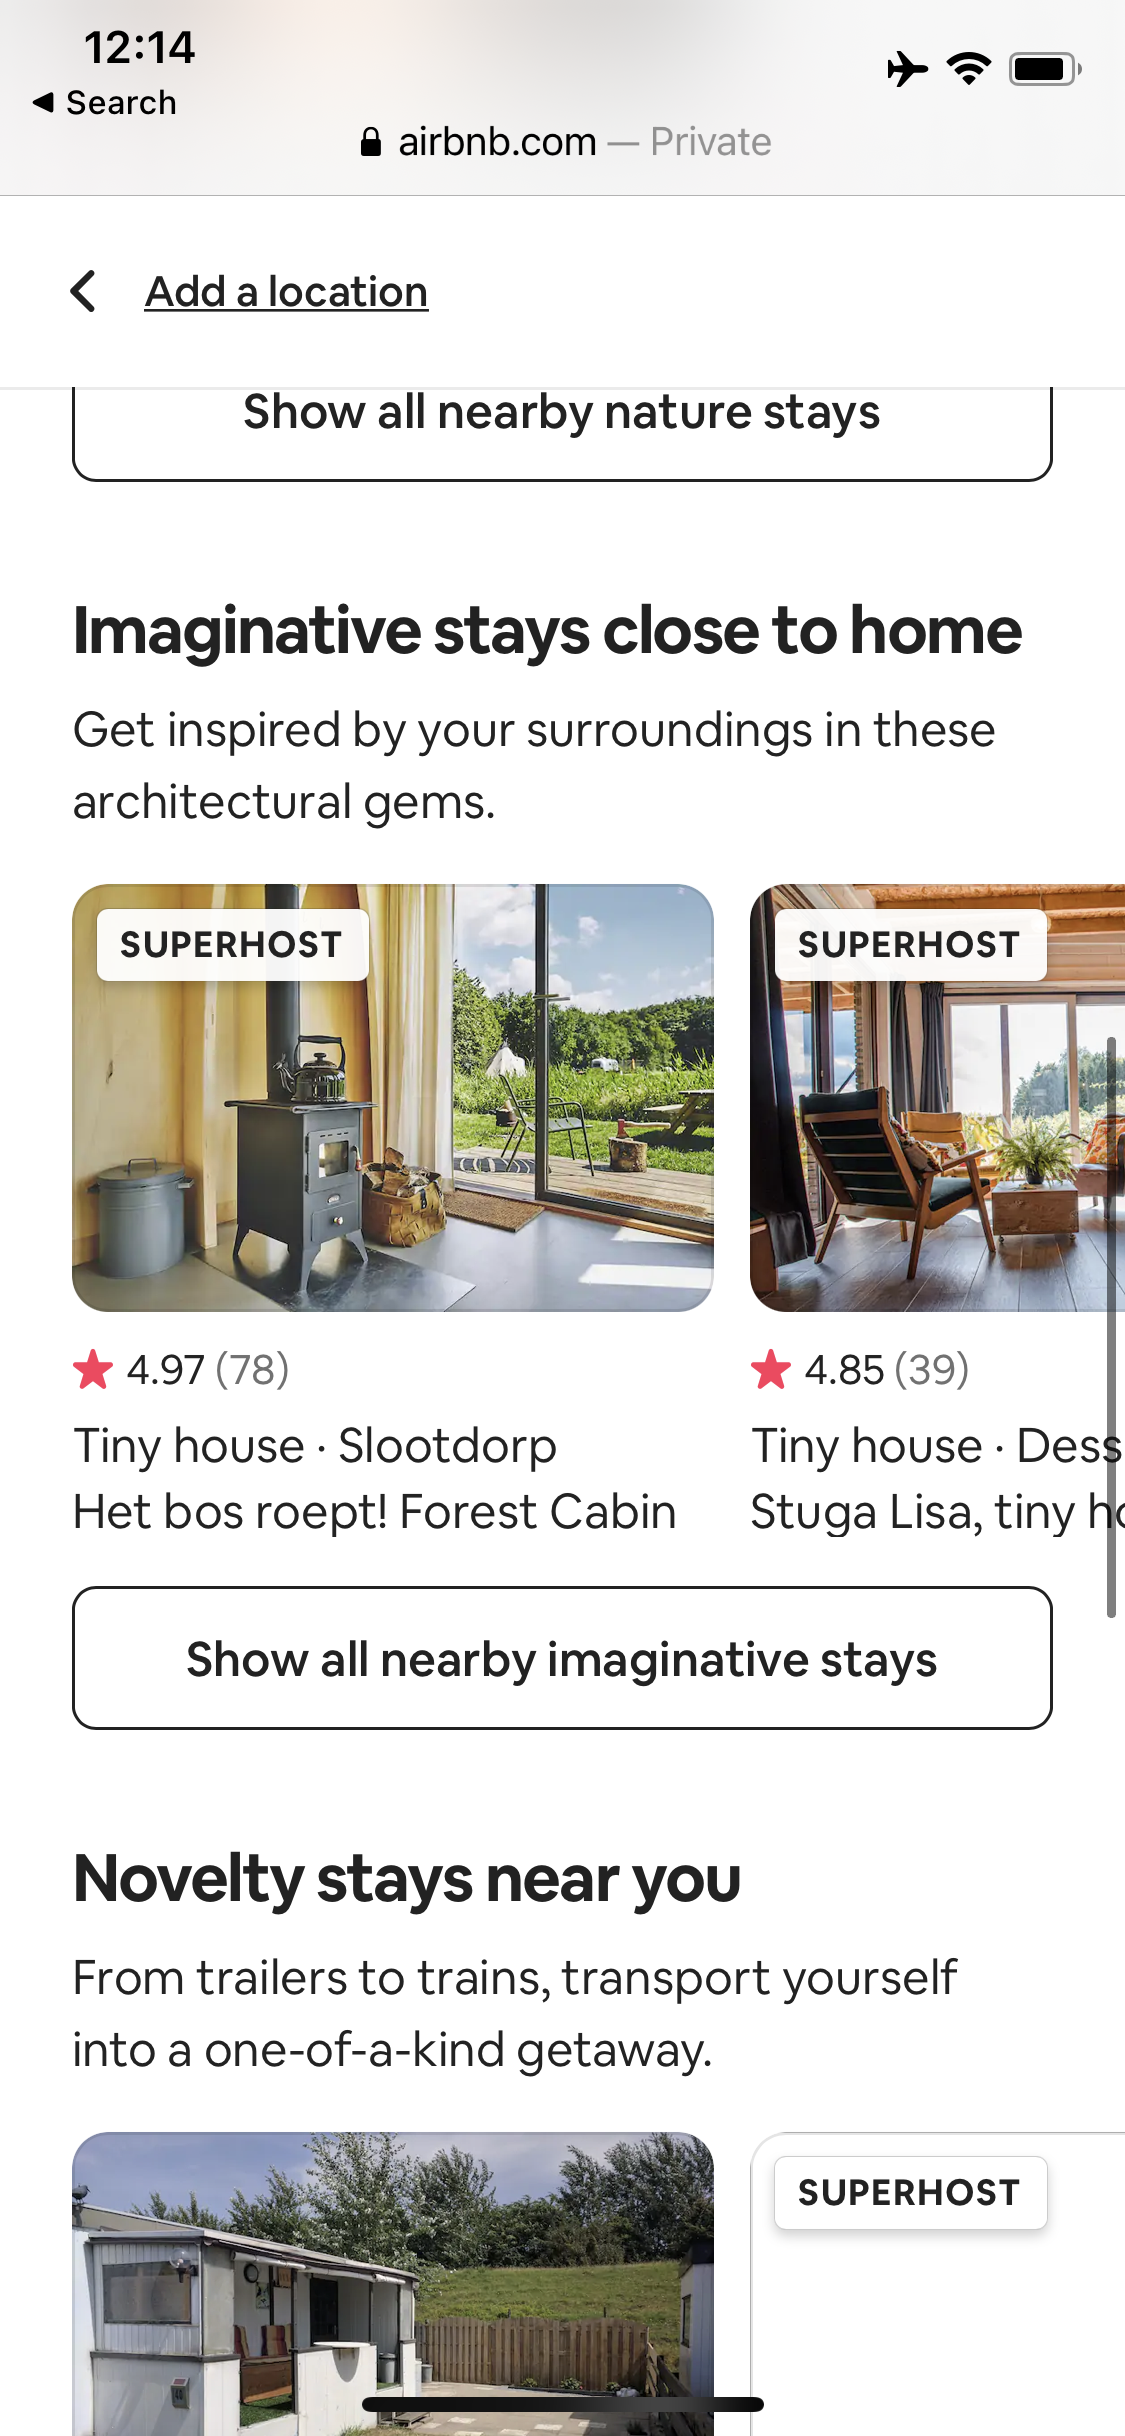 12:14
Search
airbnb.com — Private
Add a location
Show all nearby nature stays
Imaginative stays close to home
Get inspired by your surroundings in these
architectural gems.
SUPERHOST
SUPERHOST
4.97 (78)
4.85 (39)
Tiny house · Slootdorp
Tiny house · Dess
Het bos roept! Forest Cabin
Stuga Lisa, tiny
Show all nearby imaginative stays
Novelty stays near you
From trailers to trains, transport yourself
into a one-of-a-kind getaway.
SUPERHOST